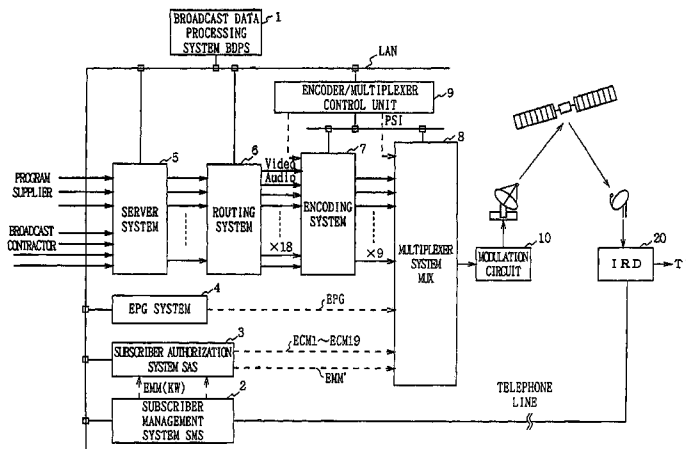 BROADCAST DATA
PROCESSING
SYSTEM BDPS
1
LAN
ENCODER/MULTIPLEXER
CONTROL UNIT
9
PSI
5
6
7
8
PROGRAM
SUPPLIER
BROADCAST
CONTRACTOR
SERVER
SYSTEM
ROUTING
SYSTEM
Video
Audio
×18
ENCODING
SYSTEM
×9
MULTIPLEXER
SYSTEM
MUX
10
MODULATION
CIRCUIT
20
IRD
T
4
EPG SYSTEM
EPG
3
SUBSCRIBER AUTHORIZATION
SYSTEM SAS
ECM1~ECM19
EMM'
EMM(KW)
2
SUBSCRIBER
MANAGEMENT
SYSTEM SMS
TELEPHONE
LINE